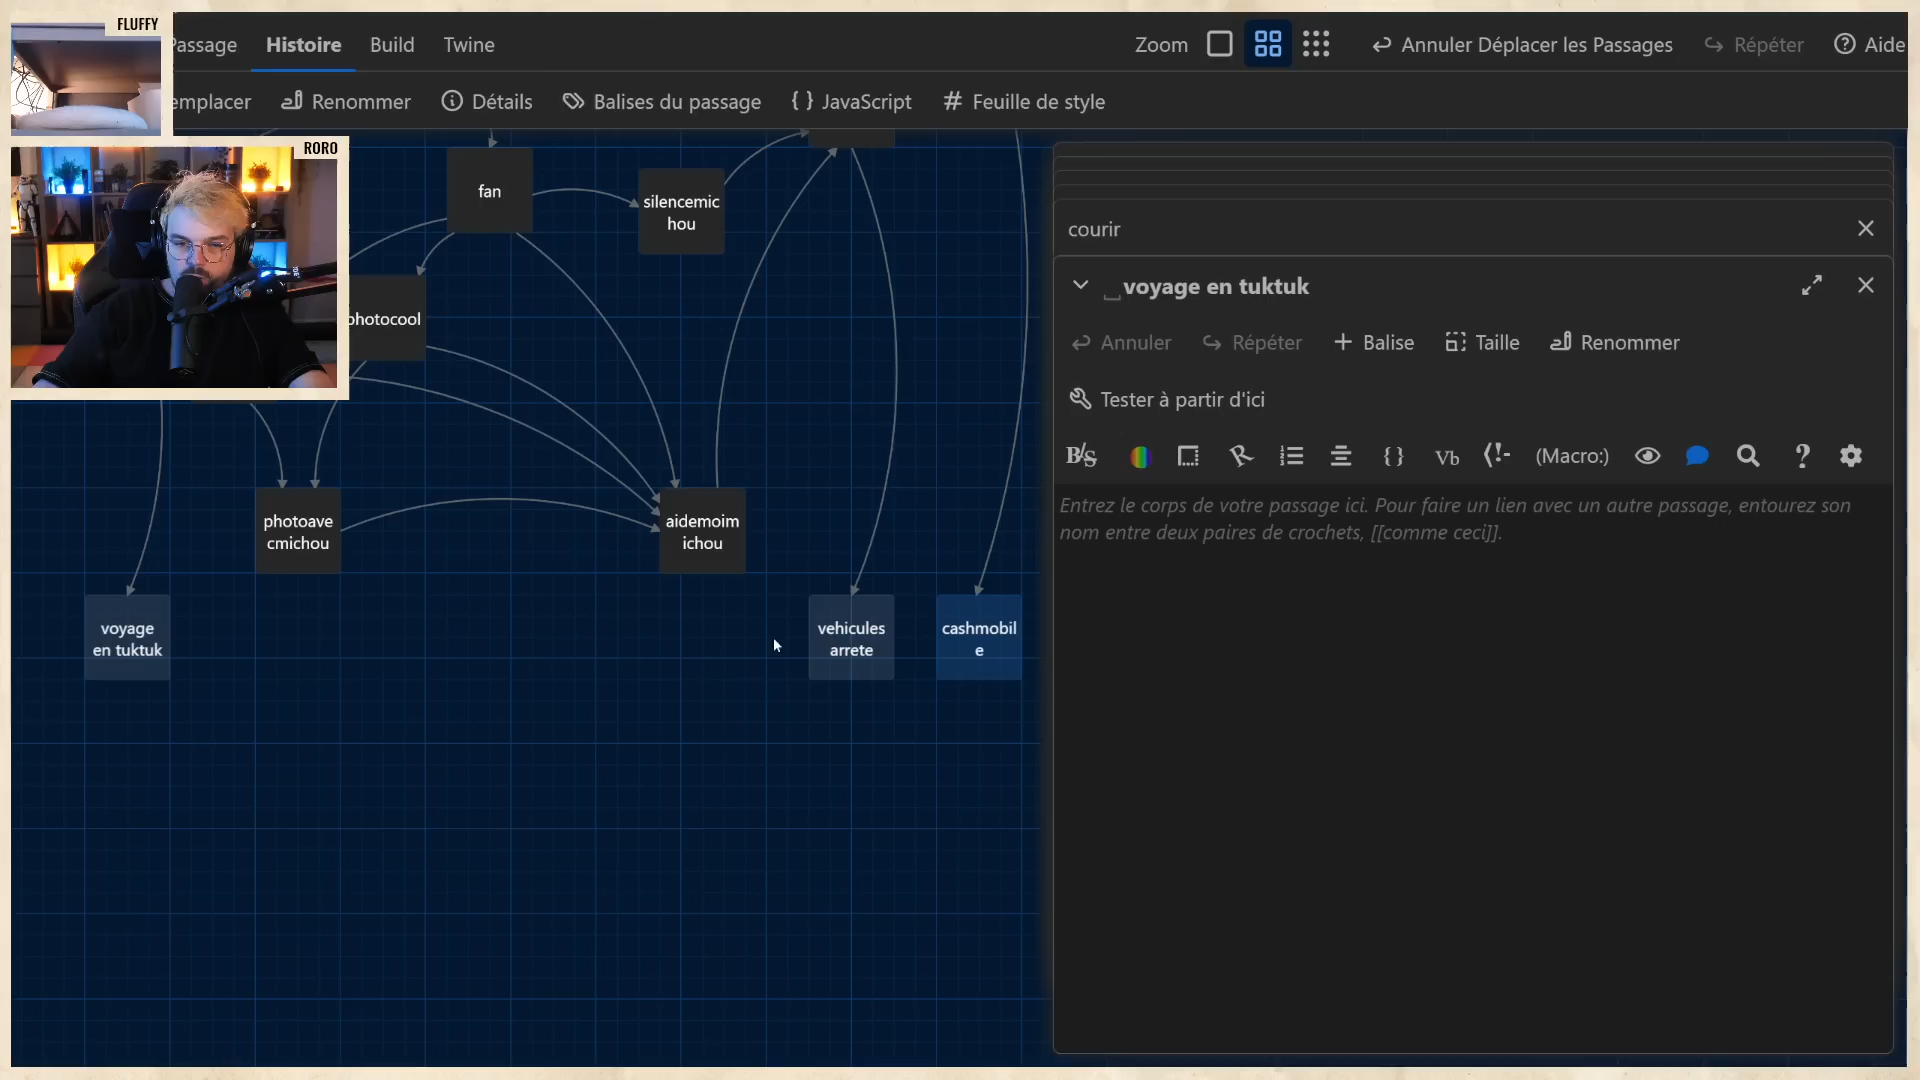 FLUFFY
RORO
Passage Histoire Build Twine
Zoom Annuler Déplacer les Passages Répéter Aide
emplacer Renommer Détails Balises du passage { } JavaScript # Feuille de style
fan
silencemic
hou
photocool
photoave
cmichou
aidemoim
ichou
voyage
en tuktuk
vehicules
arrete
cashmobil
e
courir
voyage en tuktuk
Annuler Répéter + Balise Taille Renommer
Tester à partir d'ici
(Macro:)
Entrez le corps de votre passage ici. Pour faire un lien avec un autre passage, entourez son
nom entre deux paires de crochets, [[comme ceci]].